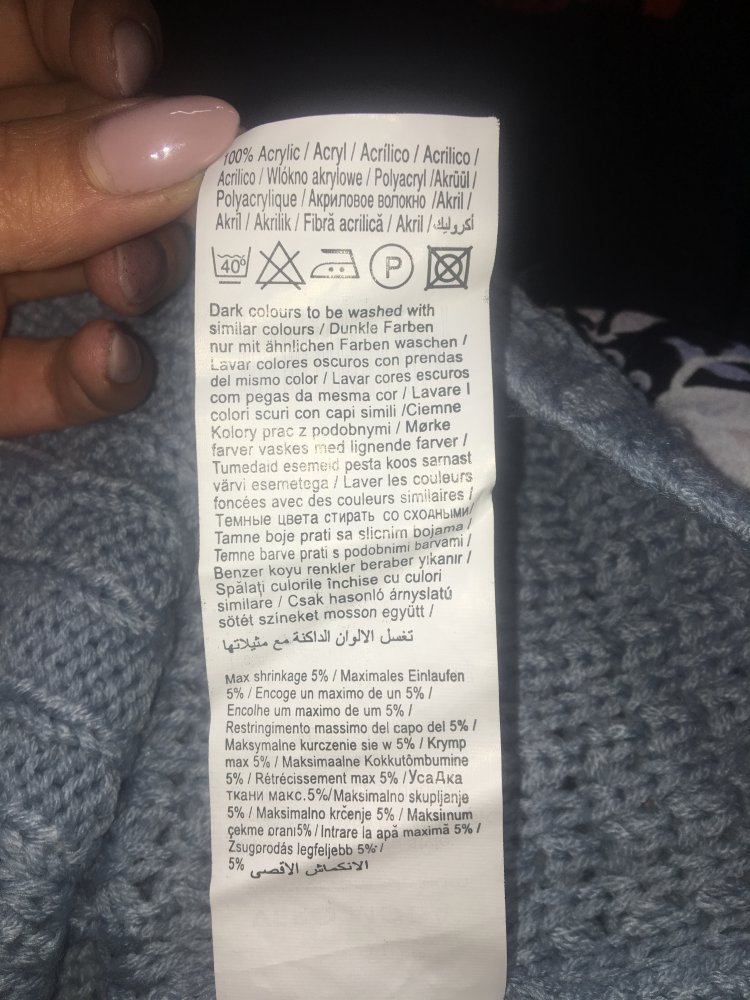 100% Acrylic / Acryl / Acrílico / Acrilico /
Acrilico / Wlókno akrylowe / Polyacryl /Akrüül /
Polyacrylique / Акриловое волокно /Akril /
Akril / Akrilik / Fibră acrilică / Akril /أكروليك
40º P
Dark colours to be washed with
similar colours / Dunkle Farben
nur mit ähnlichen Farben waschen /
Lavar colores oscuros con prendas
del mismo color / Lavar cores escuros
com pegas da mesma cor / Lavare I
colori scuri con capi simili /Ciemne
Kolory prac z podobnymi / Mørke
farver vaskes med lignende farver /
Tumedaid esemeid pesta koos sarnast
värvi esemetega / Laver les couleurs
foncées avec des couleurs similaires /
Темные цвета стирать со сходными/
Tamne boje prati sa slicnim bojama /
Temne barve prati s podobnimi barvami /
Benzer koyu renkler beraber yıkanır /
Spălați culorile închise cu culori
similare / Csak hasonló árnyslatú
sötét színeket mosson együtt /
تغسل الالوان الداكنة مع مثيلاتها
Max shrinkage 5% / Maximales Einlaufen
5% / Encoge un maximo de un 5% /
Encolhe um maximo de um 5% /
Restringimento massimo del capo del 5% /
Maksymalne kurczenie sie w 5% / Krymp
max 5% / Maksimaalne Kokkutõmbumine
5% / Rétrécissement max 5% /УсаДка
ткани макс.5%/Maksimalno skupljanje
5% / Maksimalno krčenje 5% / Maksimum
çekme oranı5% / Intrare la apă maximă 5% /
Zsugorodás legfeljebb 5% /
5% الانكماش الاقصى